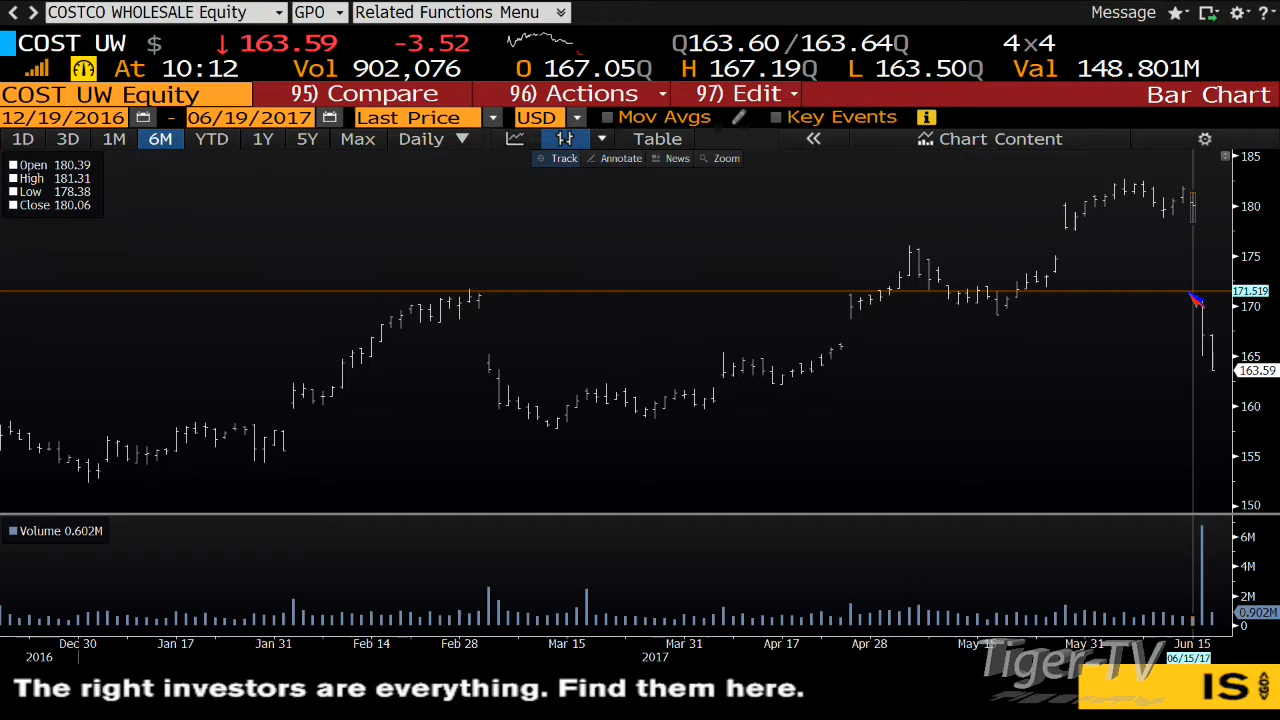 COSTCO WHOLESALE Equity GPO Related Functions Menu Message ?
COST UW $ ↓ 163.59 -3.52 Q163.60 /163.64Q 4×4
At 10:12 Vol 902,076 O 167.05Q H 167.19Q L 163.50Q Val 148.801M
COST UW Equity 95) Compare 96) Actions 97) Edit Bar Chart
12/19/2016 - 06/19/2017 Last Price USD Mov Avgs Key Events i
1D 3D 1M 6M YTD 1Y 5Y Max Daily ▼ Table « Chart Content
Track Annotate News Zoom
Open 180.39
High 181.31
Low 178.38
Close 180.06
185
180
175
171.519
170
165
163.59
160
155
150
Volume 0.602M
6M
4M
2M
0.902M
0
Dec 30 Jan 17 Jan 31 Feb 14 Feb 28 Mar 15 Mar 31 Apr 17 Apr 28 May 15 May 31 Jun 15
2016 2017 06/15/17
Tiger-TV
The right investors are everything. Find them here. IS